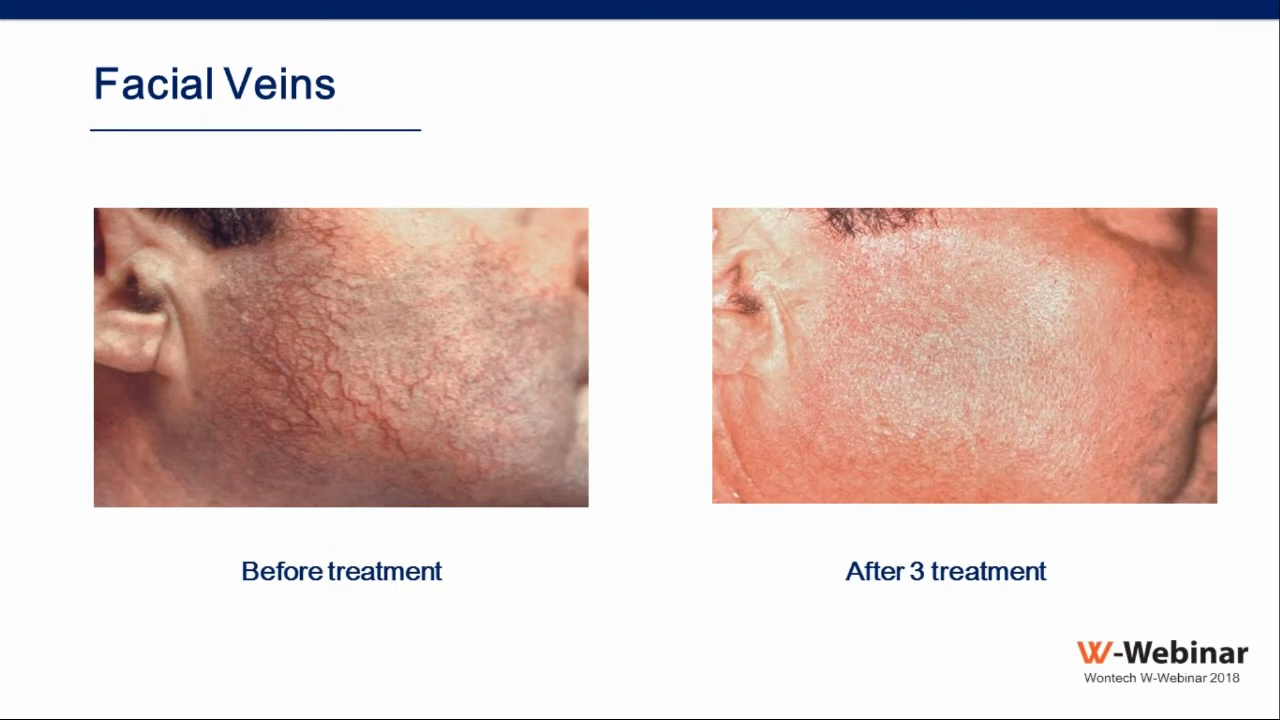 Facial Veins
Before treatment
After 3 treatment
W-Webinar
Wontech W-Webinar 2018